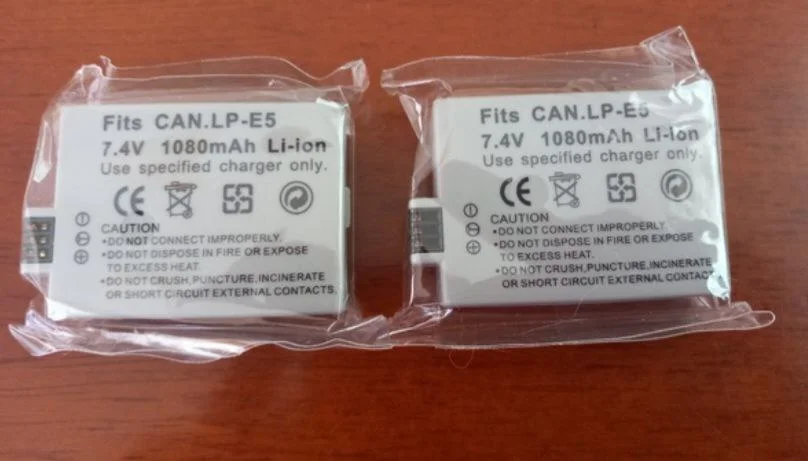 Fits CAN.LP-E5
7.4V 1080mAh Li-ion
Use specified charger only.
CE
CAUTION
•DO NOT CONNECT IMPROPERLY.
•DO NOT DISPOSE IN FIRE OR EXPOSE
TO EXCESS HEAT.
•DO NOT CRUSH,PUNCTURE,INCINERATE
OR SHORT CIRCUIT EXTERNAL CONTACTS.
Fits CAN.LP-E5
7.4V 1080mAh Li-ion
Use specified charger only.
CE
CAUTION
•DO NOT CONNECT IMPROPERLY.
•DO NOT DISPOSE IN FIRE OR EXPOSE
TO EXCESS HEAT.
•DO NOT CRUSH,PUNCTURE,INCINERATE
OR SHORT CIRCUIT EXTERNAL CONTACTS.